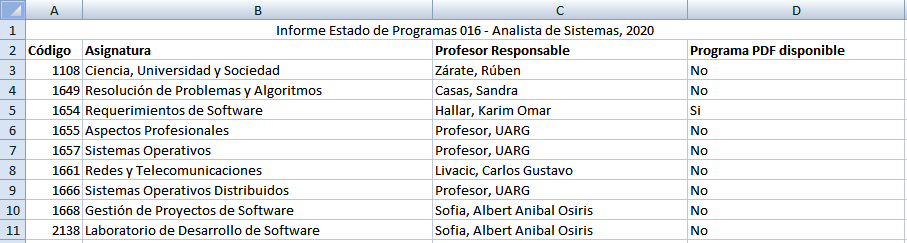 A B C D
1 Informe Estado de Programas 016 - Analista de Sistemas, 2020
2 Código Asignatura Profesor Responsable Programa PDF disponible
3 1108 Ciencia, Universidad y Sociedad Zárate, Rúben No
4 1649 Resolución de Problemas y Algoritmos Casas, Sandra No
5 1654 Requerimientos de Software Hallar, Karim Omar Si
6 1655 Aspectos Profesionales Profesor, UARG No
7 1657 Sistemas Operativos Profesor, UARG No
8 1661 Redes y Telecomunicaciones Livacic, Carlos Gustavo No
9 1666 Sistemas Operativos Distribuidos Profesor, UARG No
10 1668 Gestión de Proyectos de Software Sofia, Albert Anibal Osiris No
11 2138 Laboratorio de Desarrollo de Software Sofia, Albert Anibal Osiris No